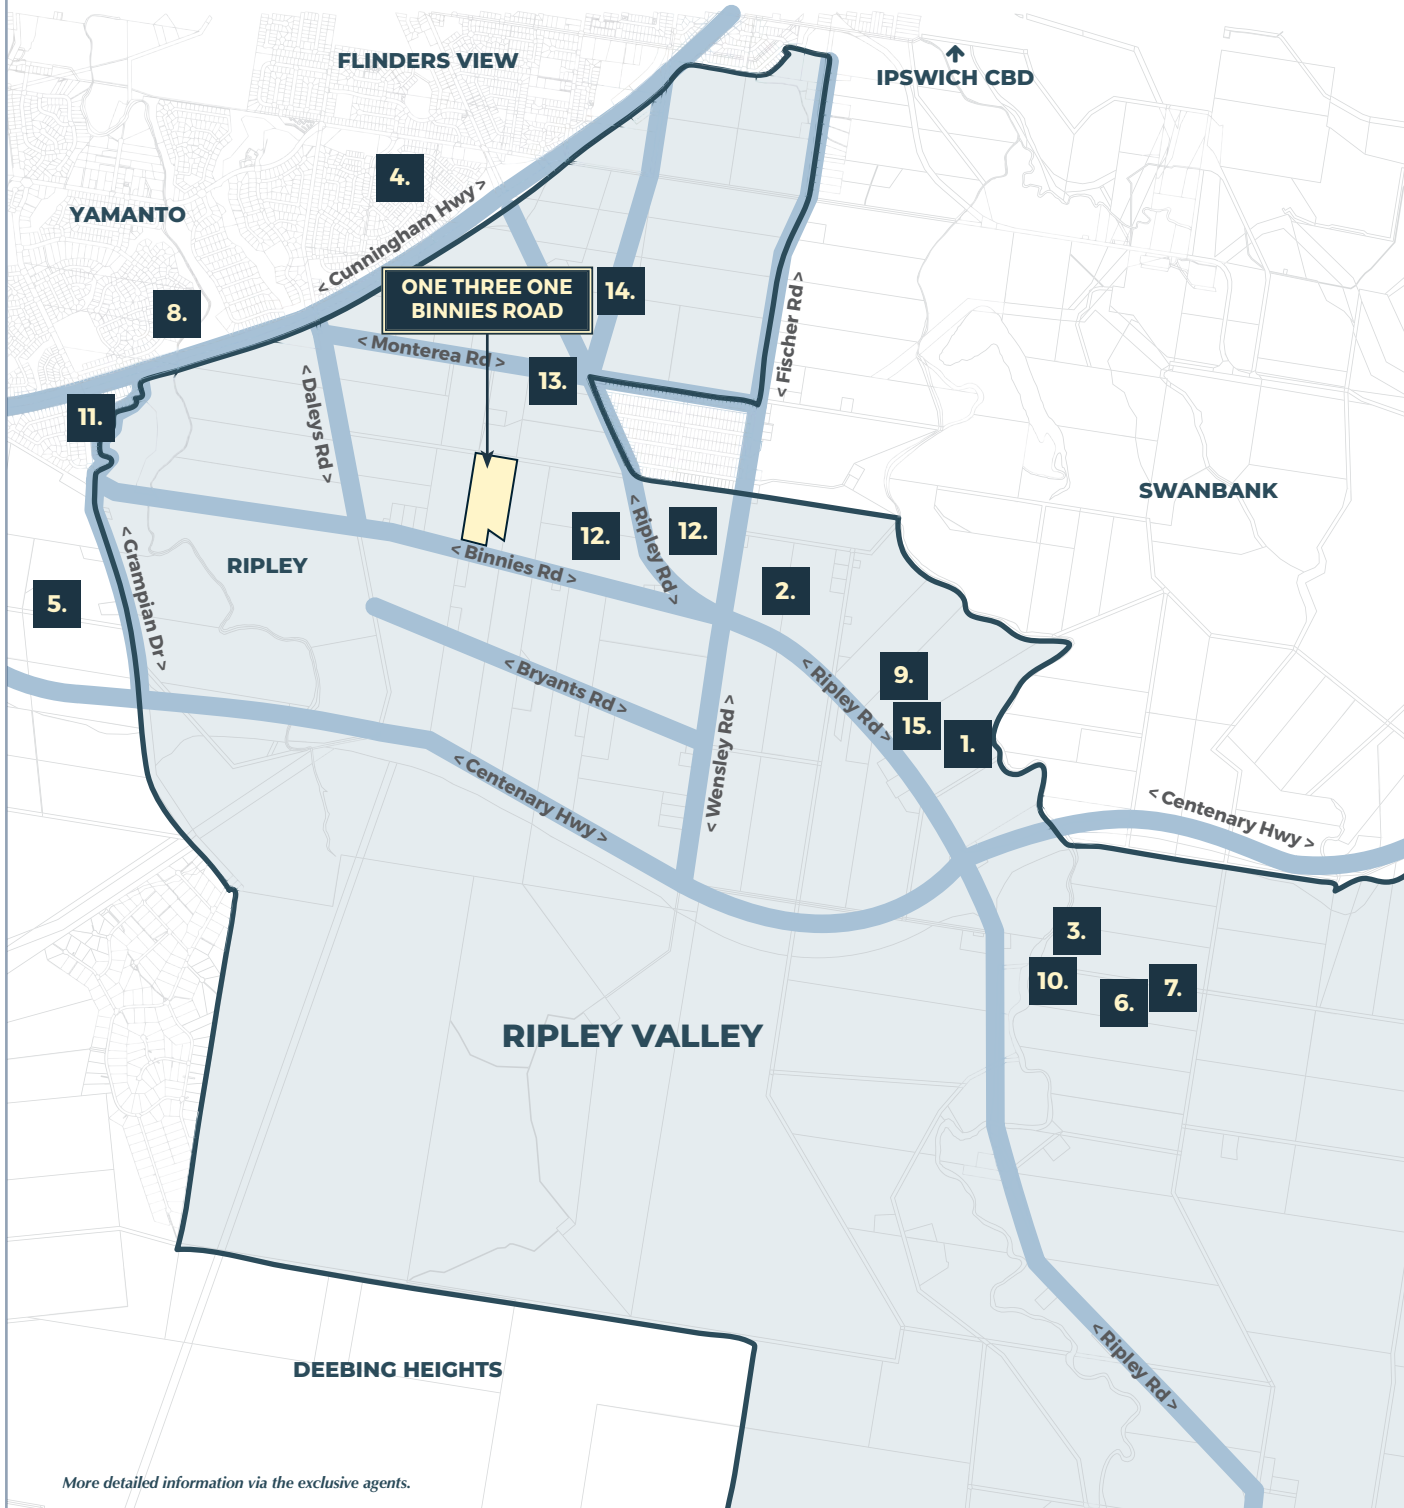 FLINDERS VIEW
IPSWICH CBD
4.
YAMANTO
< Cunningham Hwy >
8.
ONE THREE ONE
BINNIES ROAD
14.
< Fischer Rd >
< Monterea Rd >
13.
< Daleys Rd >
11.
SWANBANK
< Ripley Rd >
12.
12.
< Grampian Dr >
RIPLEY
< Binnies Rd >
2.
5.
< Bryants Rd >
< Ripley Rd >
9.
15.
1.
< Wensley Rd >
< Centenary Hwy >
< Centenary Hwy >
3.
10.
6.
7.
RIPLEY VALLEY
< Ripley Rd >
DEEBING HEIGHTS
More detailed information via the exclusive agents.